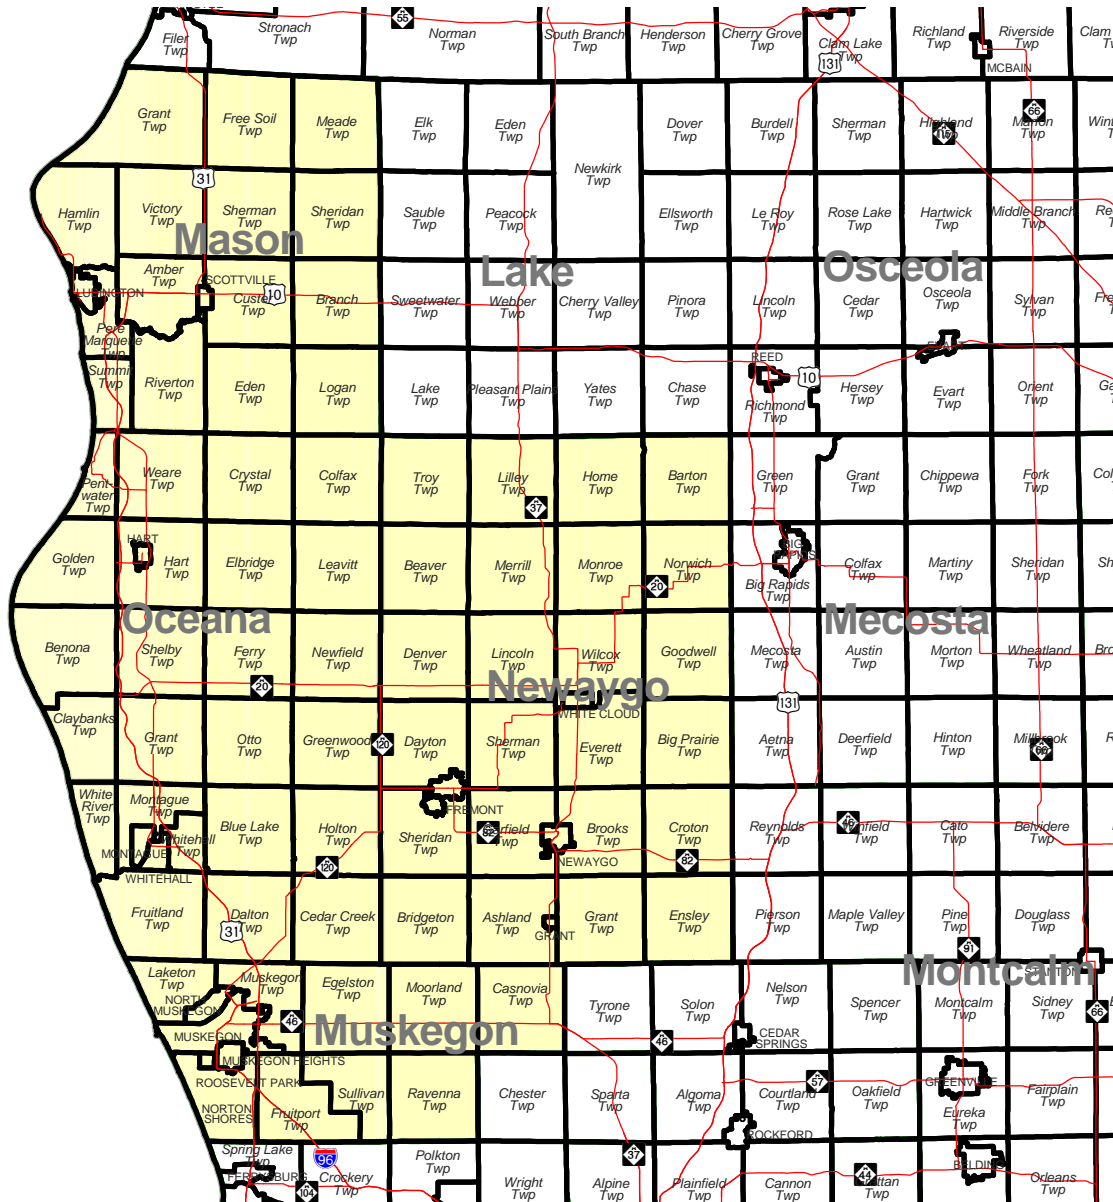 Filer
Twp
Stronach
Twp
55
Norman
Twp
South Branch
Twp
Henderson
Twp
Cherry Grove
Twp
Clam Lake
Twp
131
Richland
Twp
Riverside
Twp
MCBAIN
Grant
Twp
Free Soil
Twp
Meade
Twp
Elk
Twp
Eden
Twp
Newkirk
Twp
Dover
Twp
Burdell
Twp
Sherman
Twp
Highland
Twp
115
66
Marion
Twp
31
Hamlin
Twp
Victory
Twp
Sherman
Twp
Sheridan
Twp
Sauble
Twp
Peacock
Twp
Ellsworth
Twp
Le Roy
Twp
Rose Lake
Twp
Hartwick
Twp
Middle Branch
Twp
Mason
Lake
Osceola
LUDINGTON
Amber
Twp
SCOTTVILLE
Custer
Twp
10
Branch
Twp
Sweetwater
Twp
Webber
Twp
Cherry Valley
Twp
Pinora
Twp
Lincoln
Twp
Cedar
Twp
Osceola
Twp
Sylvan
Twp
Pere
Marquette
Twp
Summit
Twp
Riverton
Twp
Eden
Twp
Logan
Twp
Lake
Twp
Pleasant Plains
Twp
Yates
Twp
Chase
Twp
REED
Richmond
Twp
10
Hersey
Twp
EVART
Evart
Twp
Orient
Twp
Pent-
water
Twp
Weare
Twp
Crystal
Twp
Colfax
Twp
Troy
Twp
Lilley
Twp
37
Home
Twp
Barton
Twp
Green
Twp
Grant
Twp
Chippewa
Twp
Fork
Twp
Golden
Twp
HART
Hart
Twp
Elbridge
Twp
Leavitt
Twp
Beaver
Twp
Merrill
Twp
Monroe
Twp
20
Norwich
Twp
BIG
RAPIDS
Big Rapids
Twp
Colfax
Twp
Martiny
Twp
Sheridan
Twp
Oceana
Mecosta
Benona
Twp
Shelby
Twp
Ferry
Twp
20
Newfield
Twp
Denver
Twp
Lincoln
Twp
Wilcox
Twp
Goodwell
Twp
Mecosta
Twp
Austin
Twp
Morton
Twp
Wheatland
Twp
Newaygo
WHITE CLOUD
131
Claybanks
Twp
Grant
Twp
Otto
Twp
Greenwood
Twp
120
Dayton
Twp
Sherman
Twp
Everett
Twp
Big Prairie
Twp
Aetna
Twp
Deerfield
Twp
Hinton
Twp
Millbrook
Twp
66
White
River
Twp
Montague
Twp
MONTAGUE
Whitehell
Twp
WHITEHALL
Blue Lake
Twp
Holton
Twp
120
Sheridan
Twp
FREMONT
82
Twp
NEWAYGO
Brooks
Twp
Croton
Twp
82
Reynolds
Twp
46
Twp
Cato
Twp
Belvidere
Twp
Fruitland
Twp
Dalton
Twp
31
Cedar Creek
Twp
Bridgeton
Twp
Ashland
Twp
GRANT
Grant
Twp
Ensley
Twp
Pierson
Twp
Maple Valley
Twp
Pine
Twp
91
Douglass
Twp
Montcalm
STANTON
Laketon
Twp
NORTH
MUSKEGON
Muskegon
Twp
46
Egelston
Twp
Moorland
Twp
Casnovia
Twp
Muskegon
Tyrone
Twp
46
Solon
Twp
Nelson
Twp
CEDAR
SPRINGS
Spencer
Twp
Montcalm
Twp
Sidney
Twp
66
MUSKEGON
MUSKEGON HEIGHTS
ROOSEVELT PARK
NORTON
SHORES
Fruitport
Twp
Sullivan
Twp
Ravenna
Twp
Chester
Twp
Sparta
Twp
Algoma
Twp
ROCKFORD
Courtland
Twp
57
Oakfield
Twp
GREENVILLE
Eureka
Twp
Fairplain
Twp
Spring Lake
Twp
FERRYSBURG
96
104
Crockery
Twp
Polkton
Twp
Wright
Twp
37
Alpine
Twp
Plainfield
Twp
Cannon
Twp
44
Twp
BELDING
Orleans
Twp